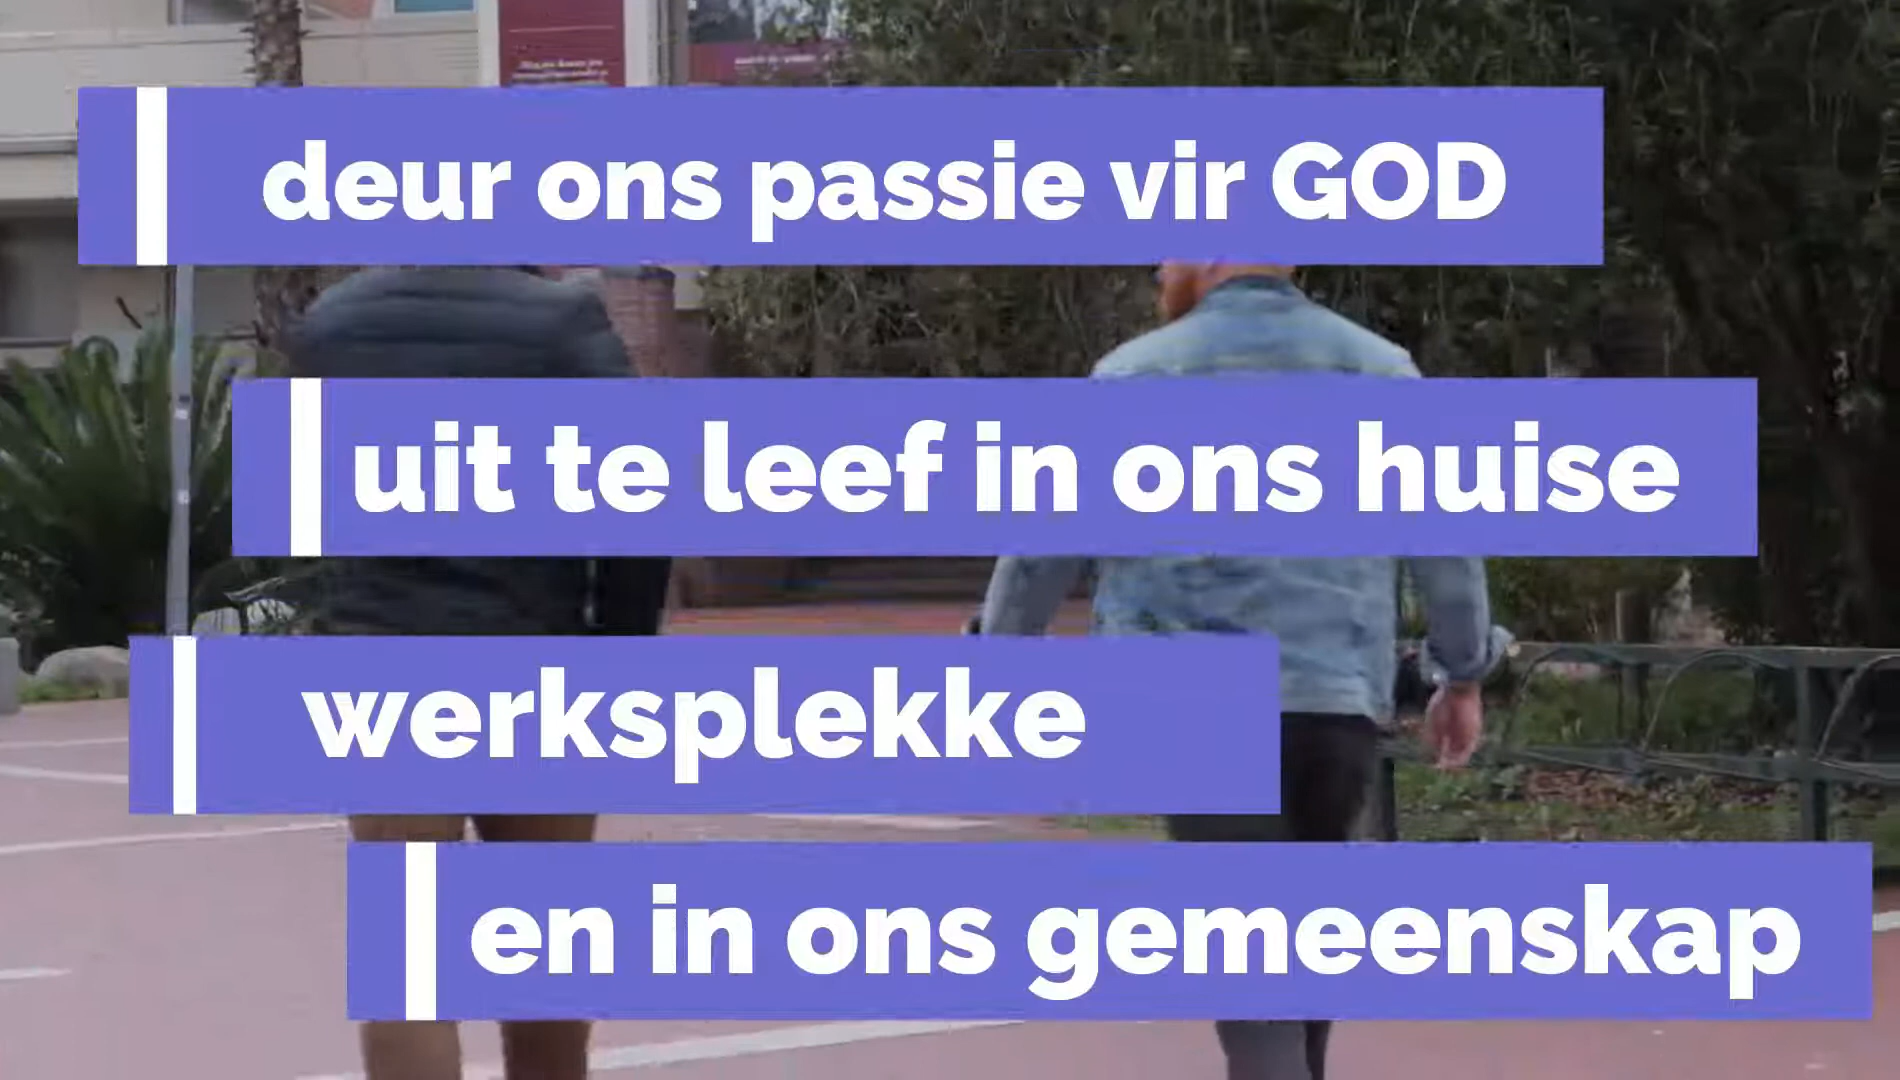 deur ons passie vir GOD
uit te leef in ons huise
werksplekke
en in ons gemeenskap